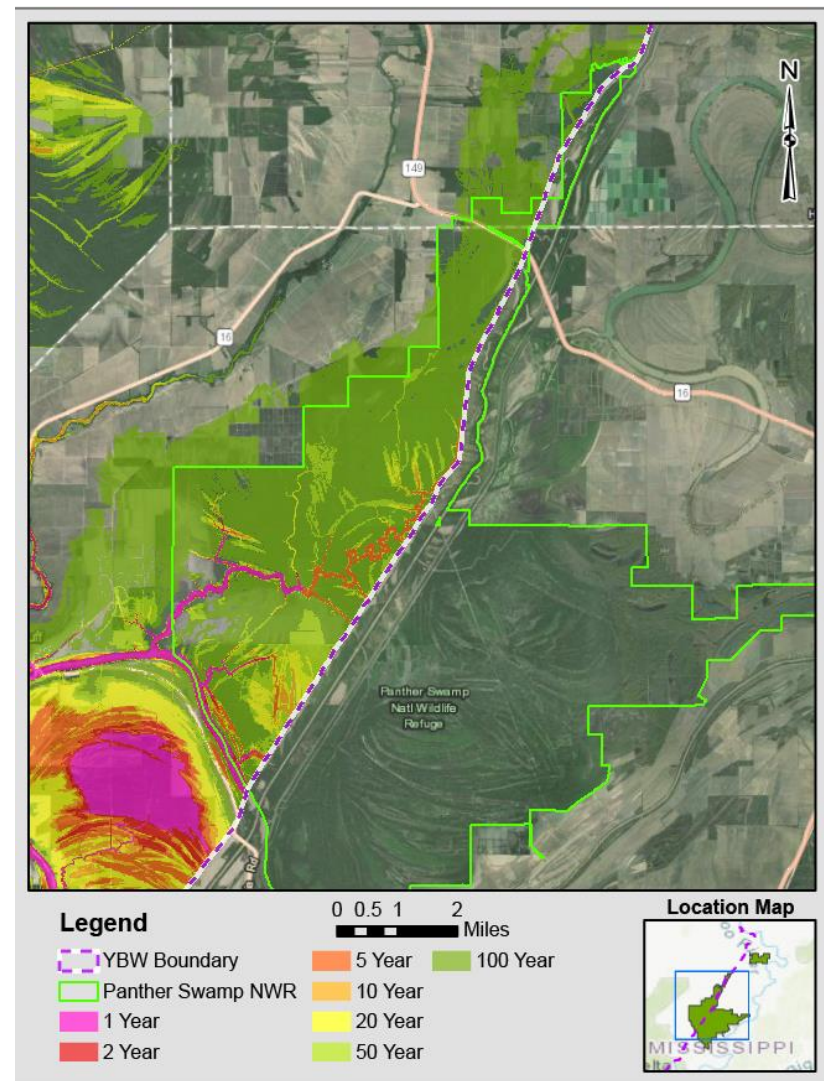 N
149
16
16
Panther Swamp
Natl Wildlife
Refuge
Rd
Legend
0 0.5 1 2
Miles
Location Map
YBW Boundary
Panther Swamp NWR
1 Year
2 Year
5 Year
10 Year
20 Year
50 Year
100 Year
MISSISSIPPI